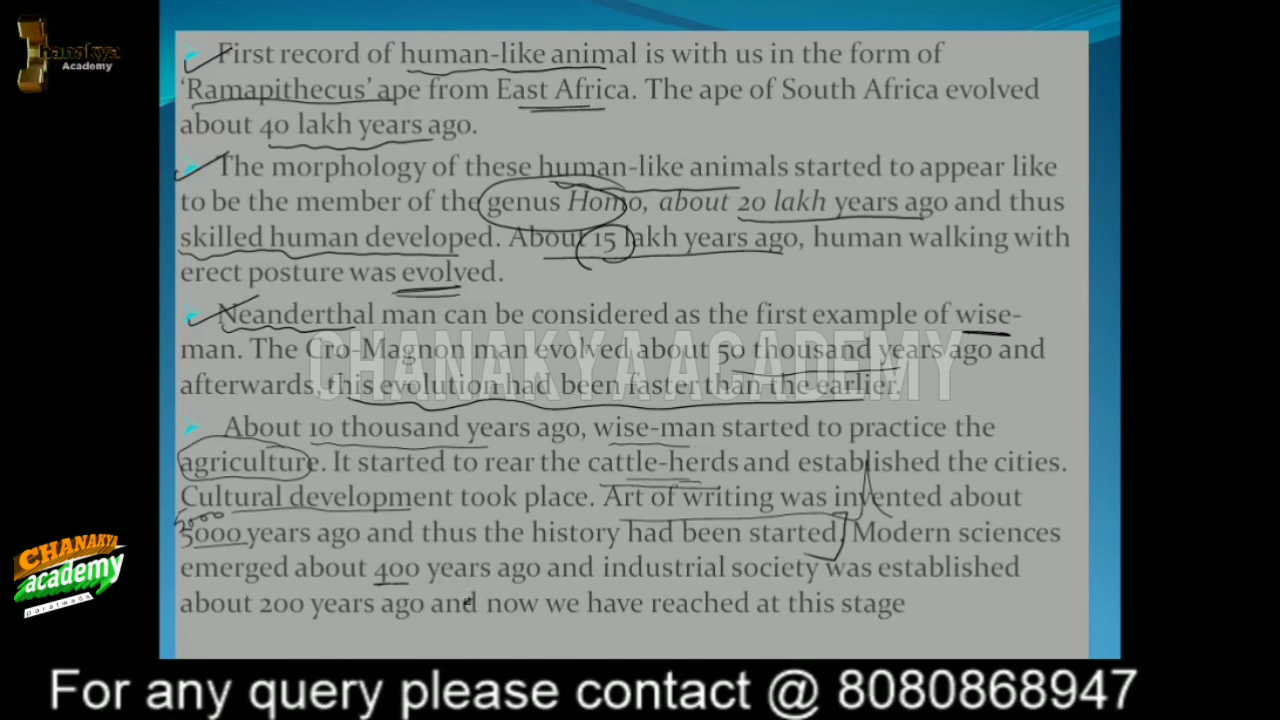 hanakya
Academy
First record of human-like animal is with us in the form of
'Ramapithecus' ape from East Africa. The ape of South Africa evolved
about 40 lakh years ago.
The morphology of these human-like animals started to appear like
to be the member of the genus Homo, about 20 lakh years ago and thus
skilled human developed. About 15 lakh years ago, human walking with
erect posture was evolved.
Neanderthal man can be considered as the first example of wise-
man. The Cro-Magnon man evolved about 50 thousand years ago and
afterwards, this evolution had been faster than the earlier.
CHANAKYA ACADEMY
About 10 thousand years ago, wise-man started to practice the
agriculture. It started to rear the cattle-herds and established the cities.
Cultural development took place. Art of writing was invented about
5000
5000 years ago and thus the history had been started. Modern sciences
emerged about 400 years ago and industrial society was established
about 200 years ago and now we have reached at this stage
CHANAKYA
academy
paratwada
For any query please contact @ 8080868947